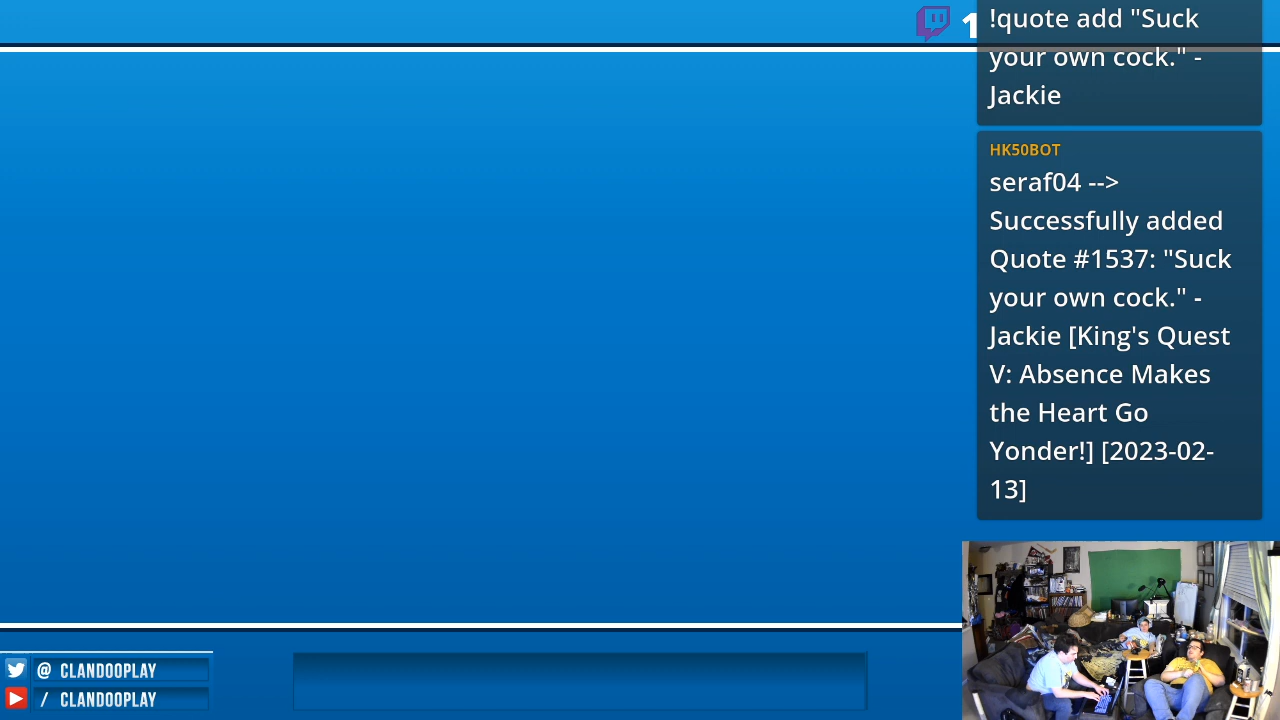 1
!quote add "Suck
your own cock." -
Jackie
HK50BOT
seraf04 -->
Successfully added
Quote #1537: "Suck
your own cock." -
Jackie [King's Quest
V: Absence Makes
the Heart Go
Yonder!] [2023-02-
13]
@ CLANDOOPLAY
/ CLANDOOPLAY